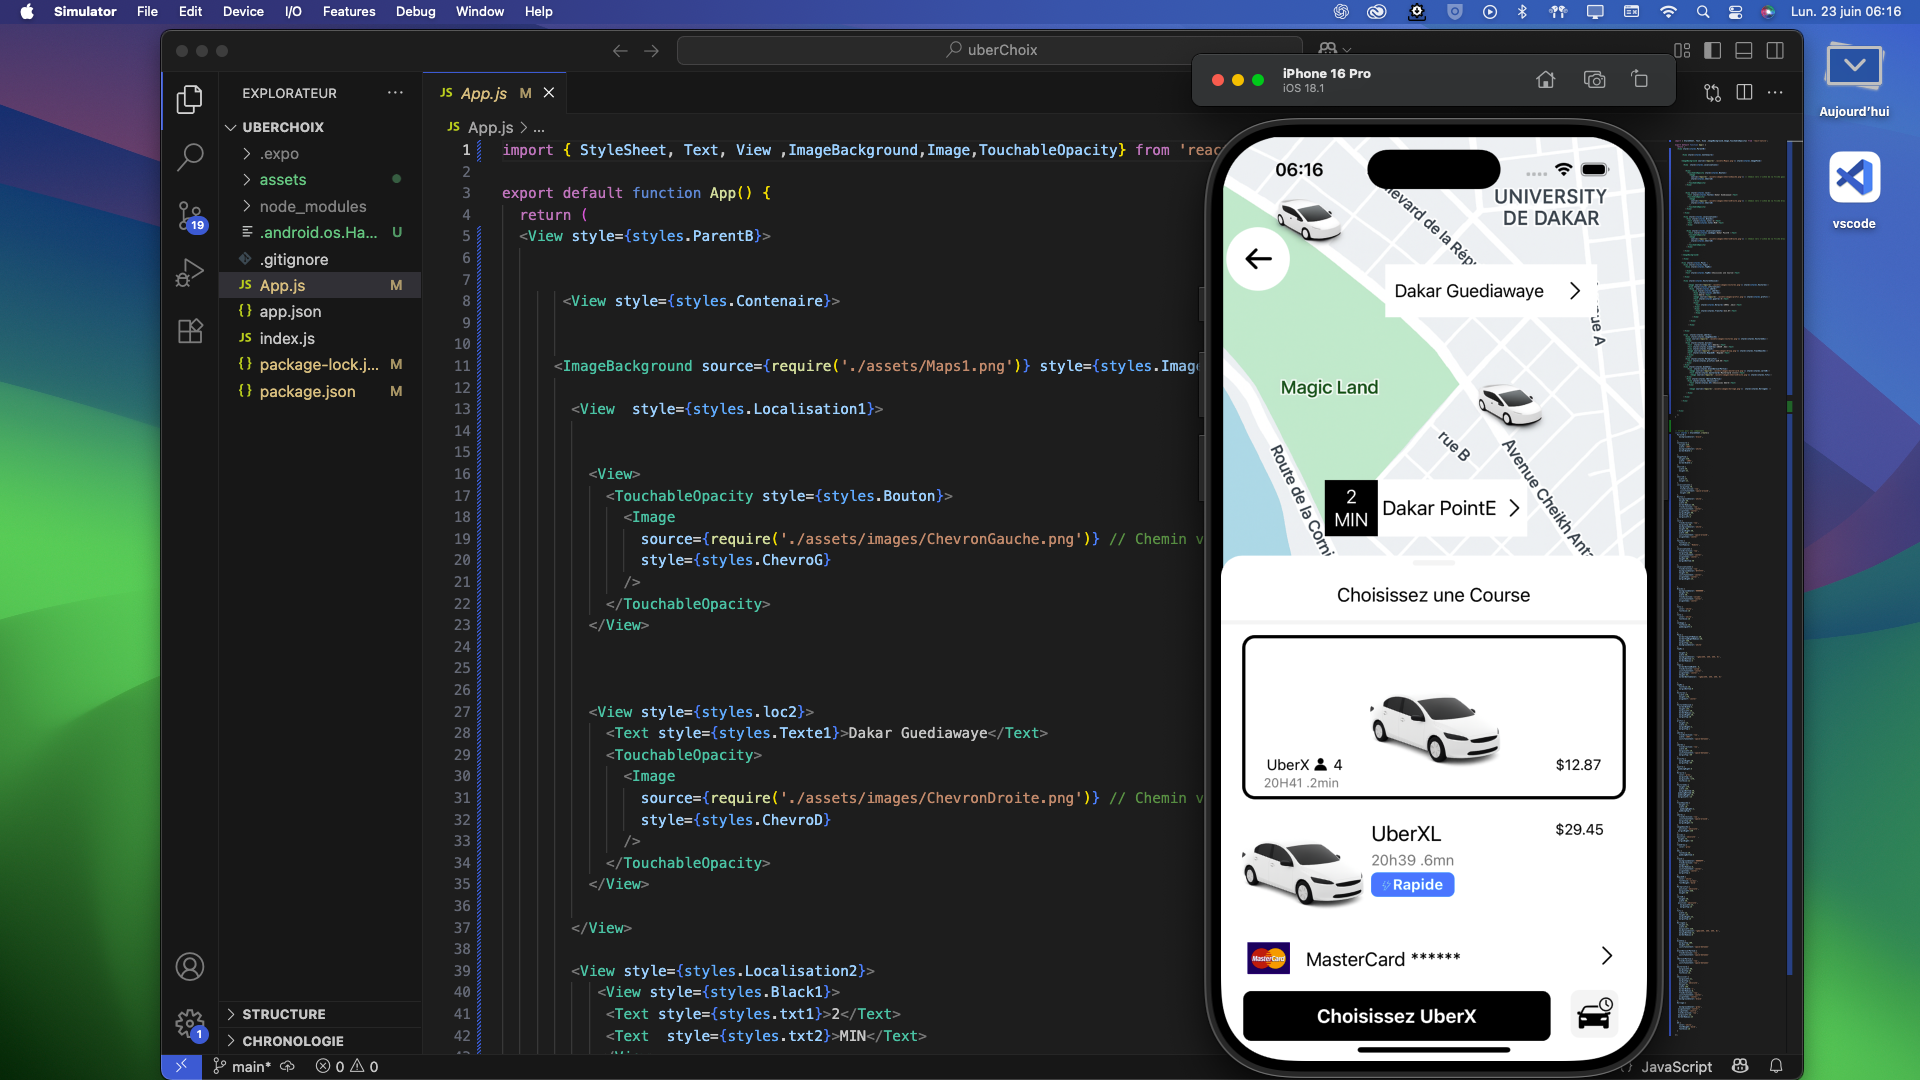 Simulator File Edit Device I/O Features Debug Window Help
Lun. 23 juin 06:16
uberChoix
iPhone 16 Pro
iOS 18.1
Aujourd'hui
vscode
EXPLORATEUR
UBERCHOIX
.expo
assets
node_modules
.android.os.Ha... U
.gitignore
JS App.js M
{} app.json
JS index.js
{} package-lock.j... M
{} package.json M
19
1
STRUCTURE
CHRONOLOGIE
JS App.js M
JS App.js > ...
1 import { StyleSheet, Text, View ,ImageBackground,Image,TouchableOpacity} from 'reac
2
3 export default function App() {
4 return (
5 <View style={styles.ParentB}>
6
7
8 <View style={styles.Contenaire}>
9
10
11 <ImageBackground source={require('./assets/Maps1.png')} style={styles.Image
12
13 <View  style={styles.Localisation1}>
14
15
16 <View>
17 <TouchableOpacity style={styles.Bouton}>
18 <Image
19 source={require('./assets/images/ChevronGauche.png')} // Chemin v
20 style={styles.ChevroG}
21 />
22 </TouchableOpacity>
23 </View>
24
25
26
27 <View style={styles.loc2}>
28 <Text style={styles.Texte1}>Dakar Guediawaye</Text>
29 <TouchableOpacity>
30 <Image
31 source={require('./assets/images/ChevronDroite.png')} // Chemin v
32 style={styles.ChevroD}
33 />
34 </TouchableOpacity>
35 </View>
36
37 </View>
38
39 <View style={styles.Localisation2}>
40 <View style={styles.Black1}>
41 <Text style={styles.txt1}>2</Text>
42 <Text  style={styles.txt2}>MIN</Text>
main* 0 0
JavaScript
06:16
UNIVERSITY
DE DAKAR
levard de la Rép
Dakar Guediawaye
ue A
Magic Land
rue B
Avenue Cheikh Anta
Route de la Corni
2
MIN
Dakar PointE
Choisissez une Course
UberX 4
20H41 .2min
$12.87
UberXL
20h39 .6mn
Rapide
$29.45
MasterCard
MasterCard ******
Choisissez UberX